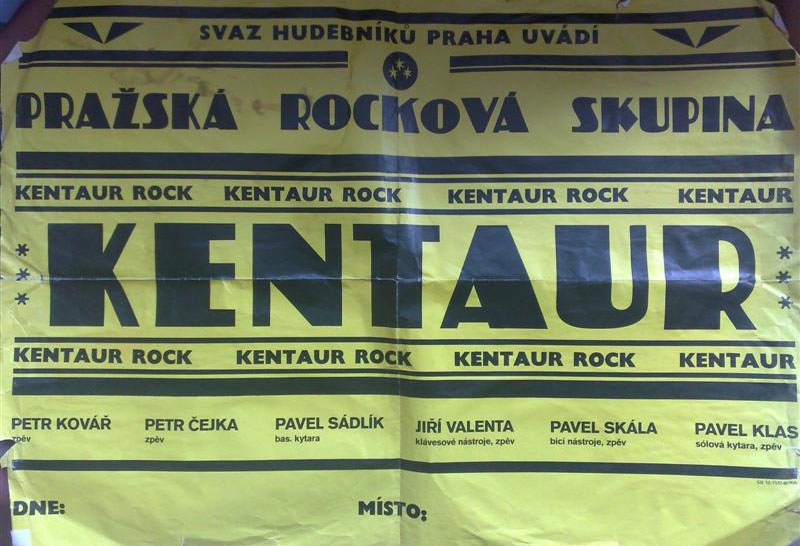 SVAZ HUDEBNÍKŮ PRAHA UVÁDÍ
PRAŽSKÁ ROCKOVÁ SKUPINA
KENTAUR ROCK KENTAUR ROCK KENTAUR ROCK KENTAUR
KENTAUR
KENTAUR ROCK KENTAUR ROCK KENTAUR ROCK KENTAUR
PETR KOVÁŘ PETR ČEJKA PAVEL SÁDLÍK JIŘÍ VALENTA PAVEL SKÁLA PAVEL KLAS
zpěv zpěv bas. kytara klávesové nástroje, zpěv bicí nástroje, zpěv sólová kytara, zpěv
DNE: MÍSTO: